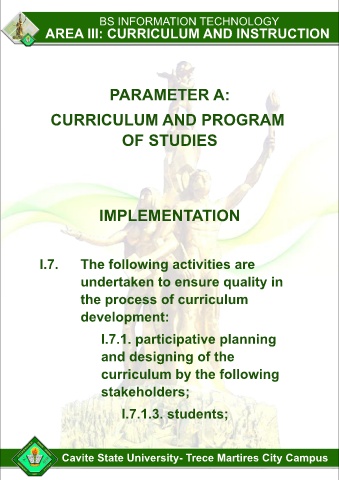 BS INFORMATION TECHNOLOGY
AREA III: CURRICULUM AND INSTRUCTION
PARAMETER A:
CURRICULUM AND PROGRAM
OF STUDIES
IMPLEMENTATION
I.7. The following activities are
undertaken to ensure quality in
the process of curriculum
development:
I.7.1. participative planning
and designing of the
curriculum by the following
stakeholders;
I.7.1.3. students;
Cavite State University- Trece Martires City Campus